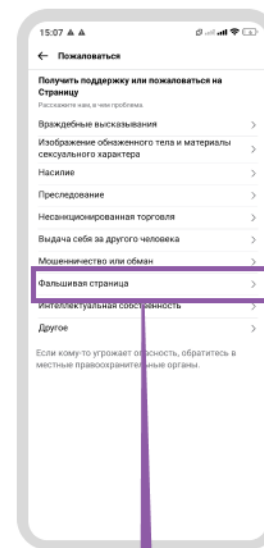 15:07
Пожаловаться
Получить поддержку или пожаловаться на
Страницу
Расскажите нам, в чем проблема.
Враждебные высказывания
Изображение обнаженного тела и материалы
сексуального характера
Насилие
Преследование
Несанкционированная торговля
Выдача себя за другого человека
Мошенничество или обман
Фальшивая страница
Интеллектуальная собственность
Другое
Если кому-то угрожает опасность, обратитесь в
местные правоохранительные органы.